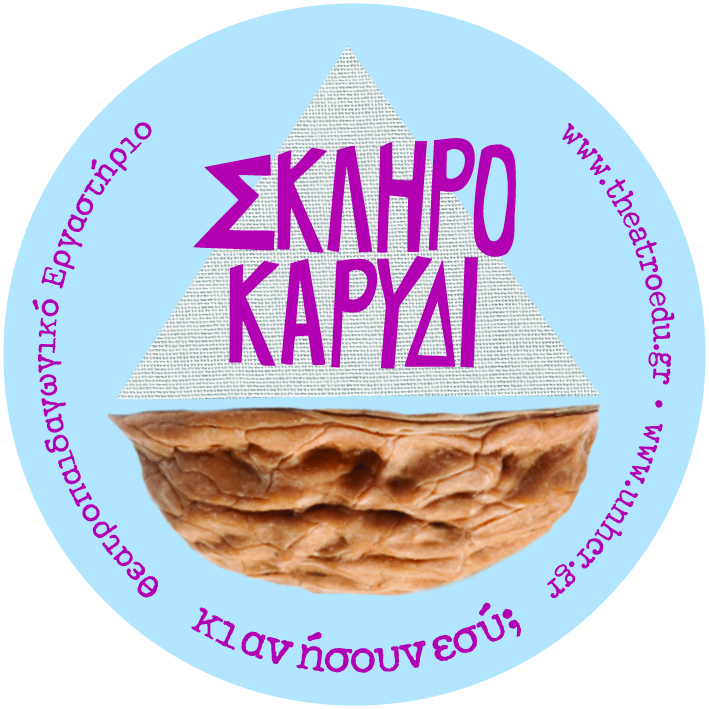 ΣΚΛΗΡΟ
ΚΑΡΥΔΙ
θεατροπαιδαγωγικό Εργαστήριο
κι αν ήσουν εσύ;
www.theatroedu.gr • www.unhcr.gr